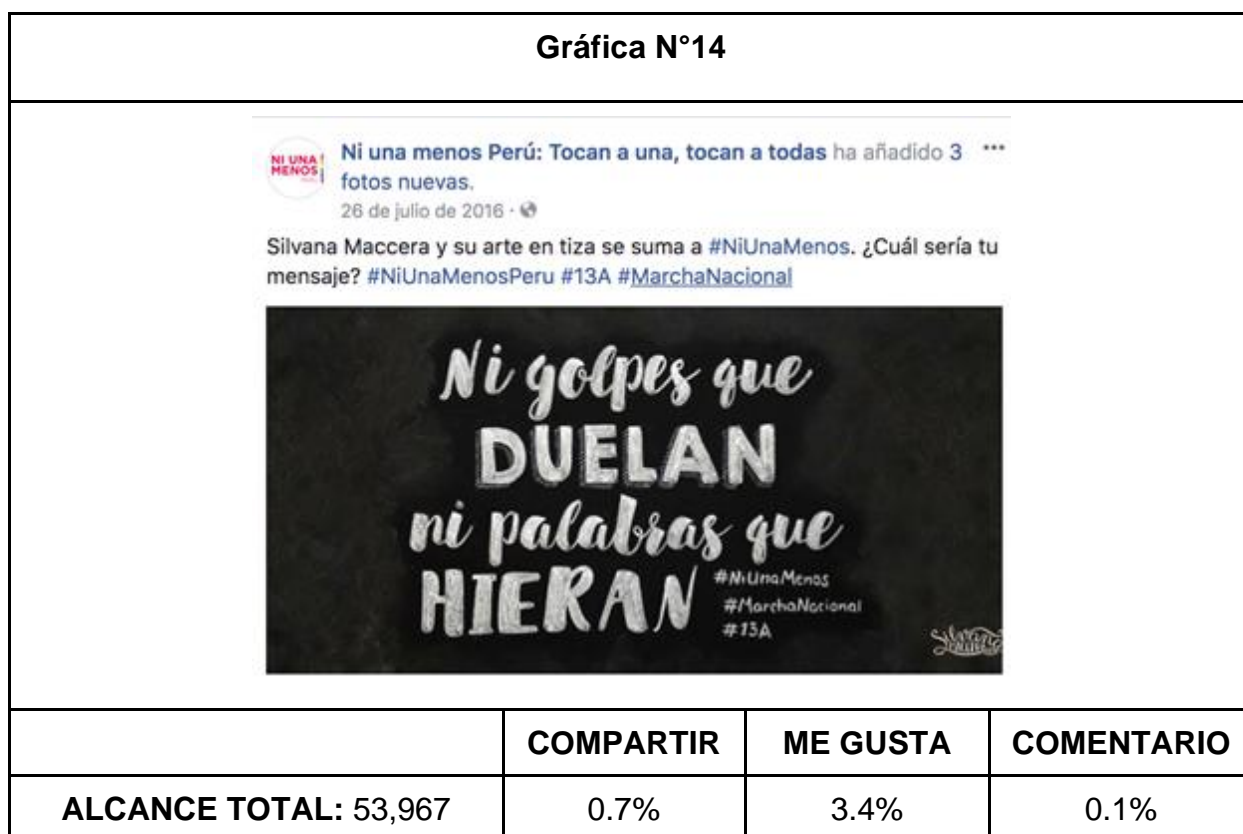 Gráfica N°14
NI UNA
MENOS
Ni una menos Perú: Tocan a una, tocan a todas ha añadido 3
fotos nuevas.
26 de julio de 2016
Silvana Maccera y su arte en tiza se suma a #NiUnaMenos. ¿Cuál sería tu
mensaje? #NiUnaMenosPeru #13A #MarchaNacional
Ni golpes que
DUELAN
ni palabras que
HIERAN
#NiUnaMenos
#MarchaNacional
#13A
COMPARTIR ME GUSTA COMENTARIO
ALCANCE TOTAL: 53,967 0.7% 3.4% 0.1%